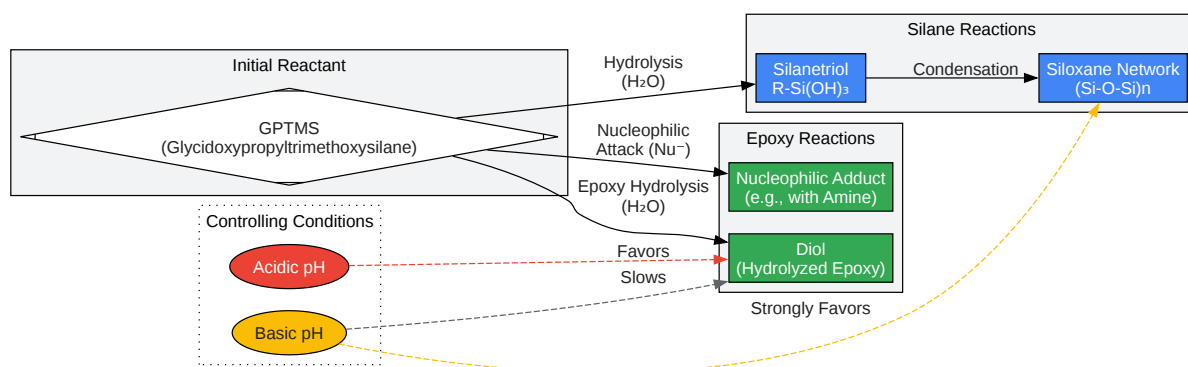 Silane Reactions
Initial Reactant
Hydrolysis
(H₂O)
Silanetriol
R-Si(OH)₃
Condensation
Siloxane Network
(Si-O-Si)n
GPTMS
(Glycidoxypropyltrimethoxysilane)
Nucleophilic
Attack (Nu⁻)
Epoxy Reactions
Nucleophilic Adduct
(e.g., with Amine)
Epoxy Hydrolysis
(H₂O)
Controlling Conditions
Diol
(Hydrolyzed Epoxy)
Acidic pH
Favors
Slows
Strongly Favors
Basic pH